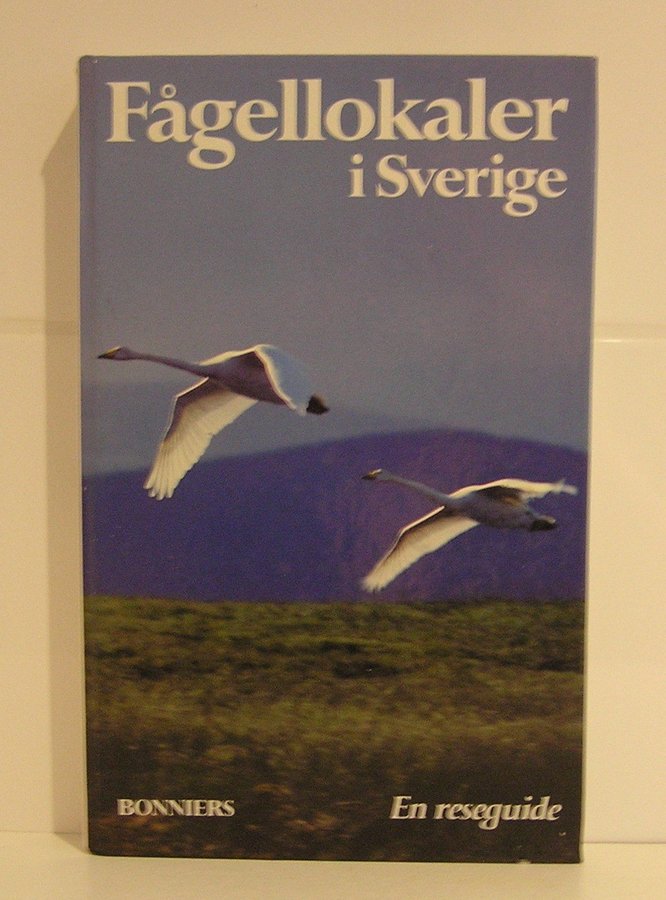 Fågellokaler
i Sverige
BONNIERS
En reseguide